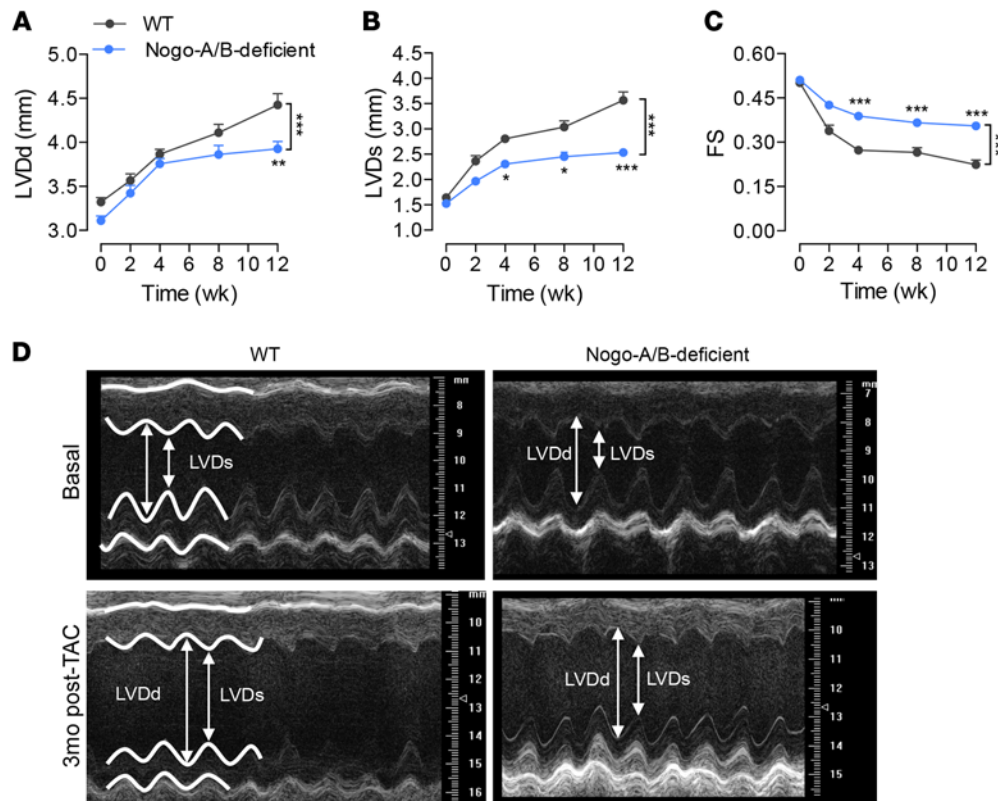 A
WT
Nogo-A/B-deficient
LVDd (mm)
4.5
4.0
3.5
3.0
***
**
0 2 4 6 8 10 12
Time (wk)
B
LVDs (mm)
4.5
4.0
3.5
3.0
2.5
2.0
1.5
1.0
***
* * ***
0 2 4 6 8 10 12
Time (wk)
C
FS
0.60
0.45
0.30
0.15
0.00
*** *** ***
0 2 4 6 8 10 12
Time (wk)
D
WT
Nogo-A/B-deficient
Basal
LVDs
mm
8
9
10
11
12
13
LVDd
LVDs
7
8
9
10
11
12
13
3mo post-TAC
LVDd
LVDs
10
11
12
13
14
15
16
LVDd
LVDs
10
11
12
13
14
15